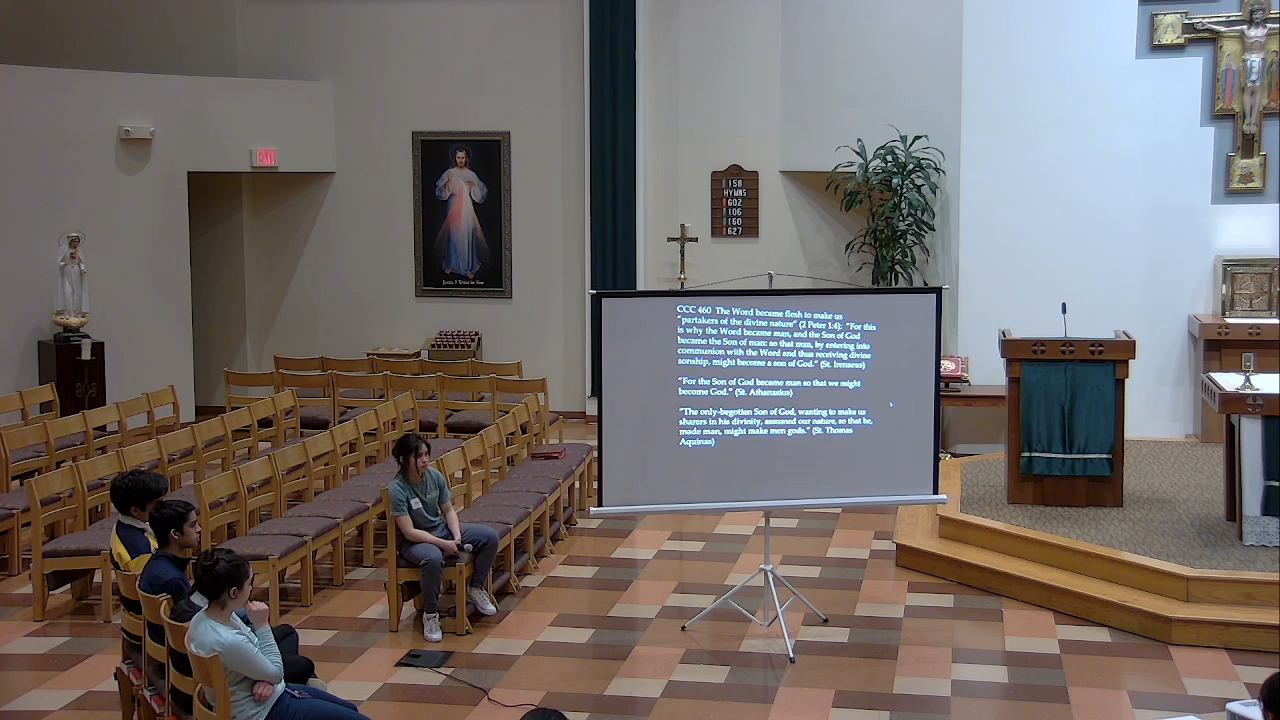 EXIT
Jesus, I Trust in You
158
HYMNS
602
106
160
627
CCC 460 The Word became flesh to make us
"partakers of the divine nature" (2 Peter 1:4): "For this
is why the Word became man, and the Son of God
became the Son of man: so that man, by entering into
communion with the Word and thus receiving divine
sonship, might become a son of God." (St. Irenaeus)
"For the Son of God became man so that we might
become God." (St. Athanasius)
"The only-begotten Son of God, wanting to make us
sharers in his divinity, assumed our nature, so that he,
made man, might make men gods." (St. Thomas
Aquinas)